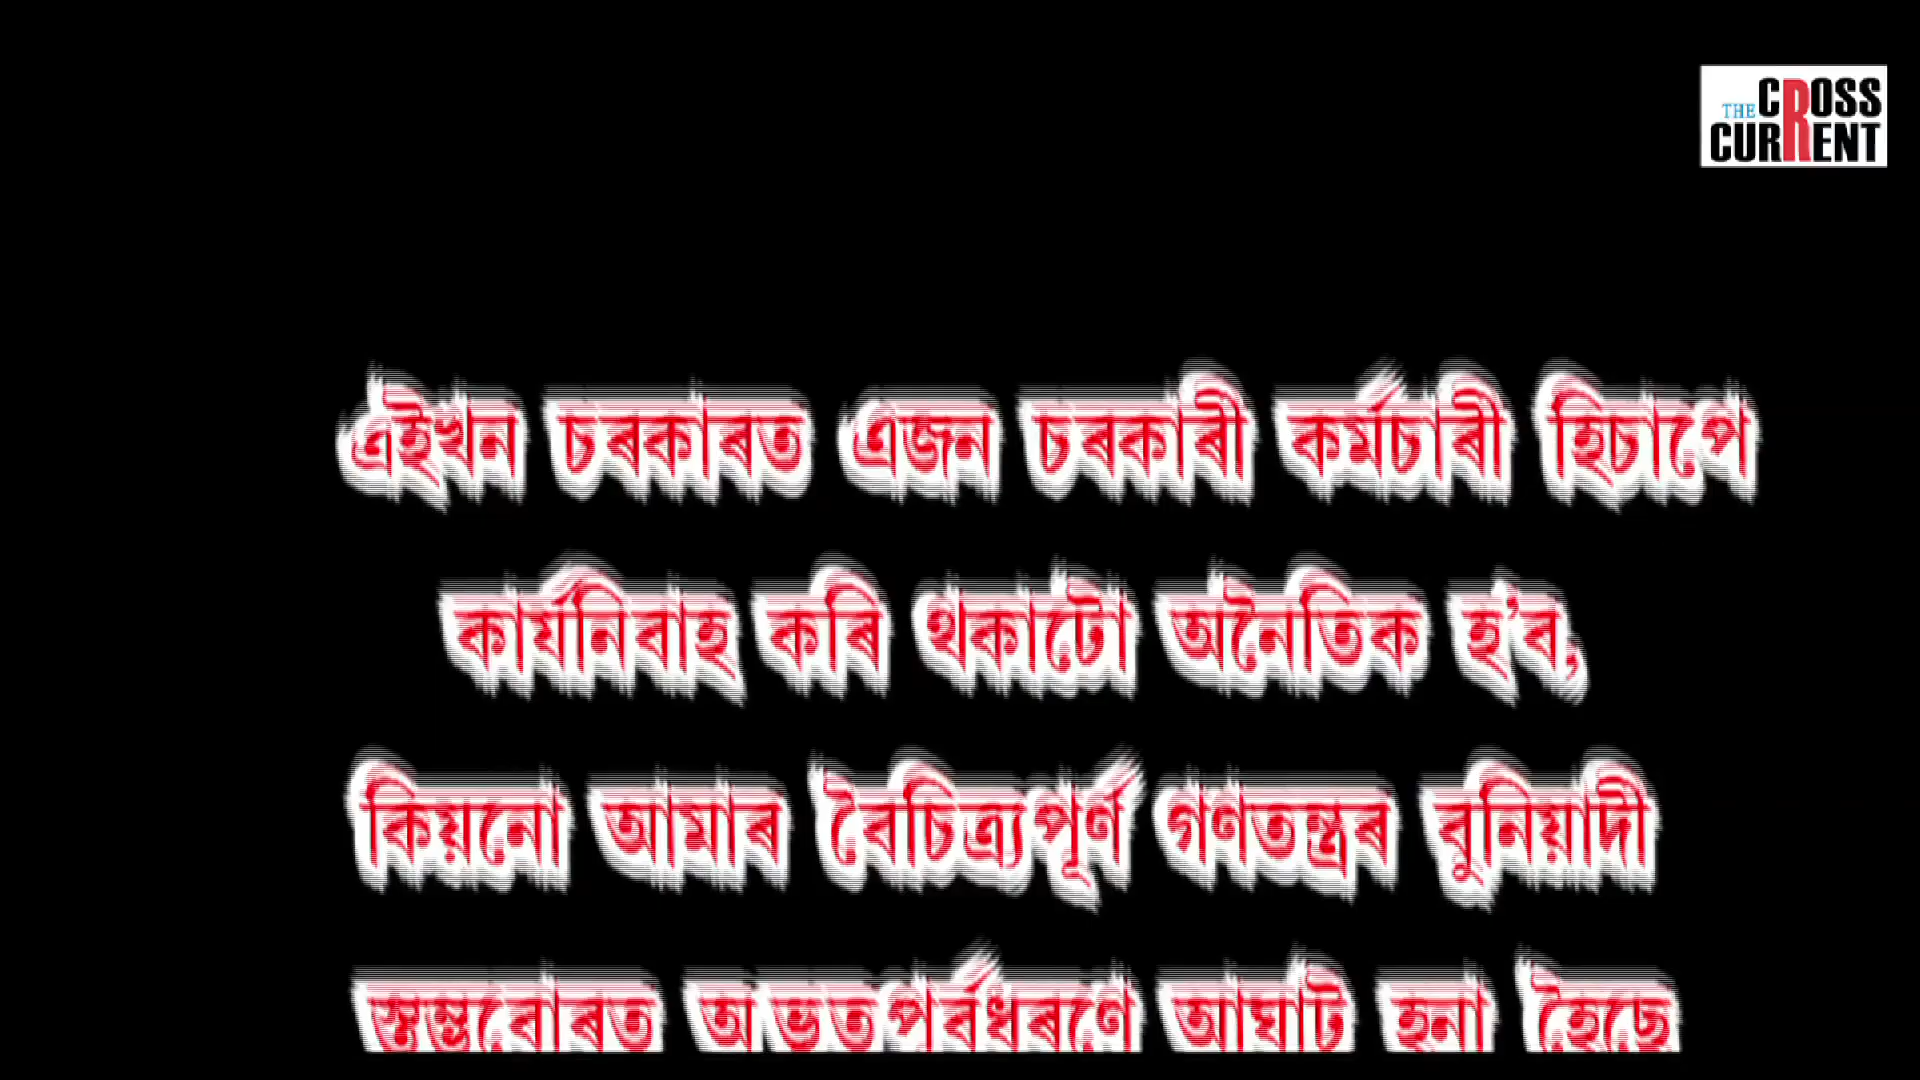 THE CROSS
CURRENT
এইখন চৰকাৰত এজন চৰকাৰী কৰ্মচাৰী হিচাপে
কাৰ্যনিবাহ কৰি থকাটো অনৈতিক হ'ব,
কিয়নো আমাৰ বৈচিত্ৰ্যপূৰ্ণ গণতন্ত্ৰৰ বুনিয়াদী
স্তম্ভবোৰত অভূতপূৰ্বধৰণে আঘাট হনা হৈছে